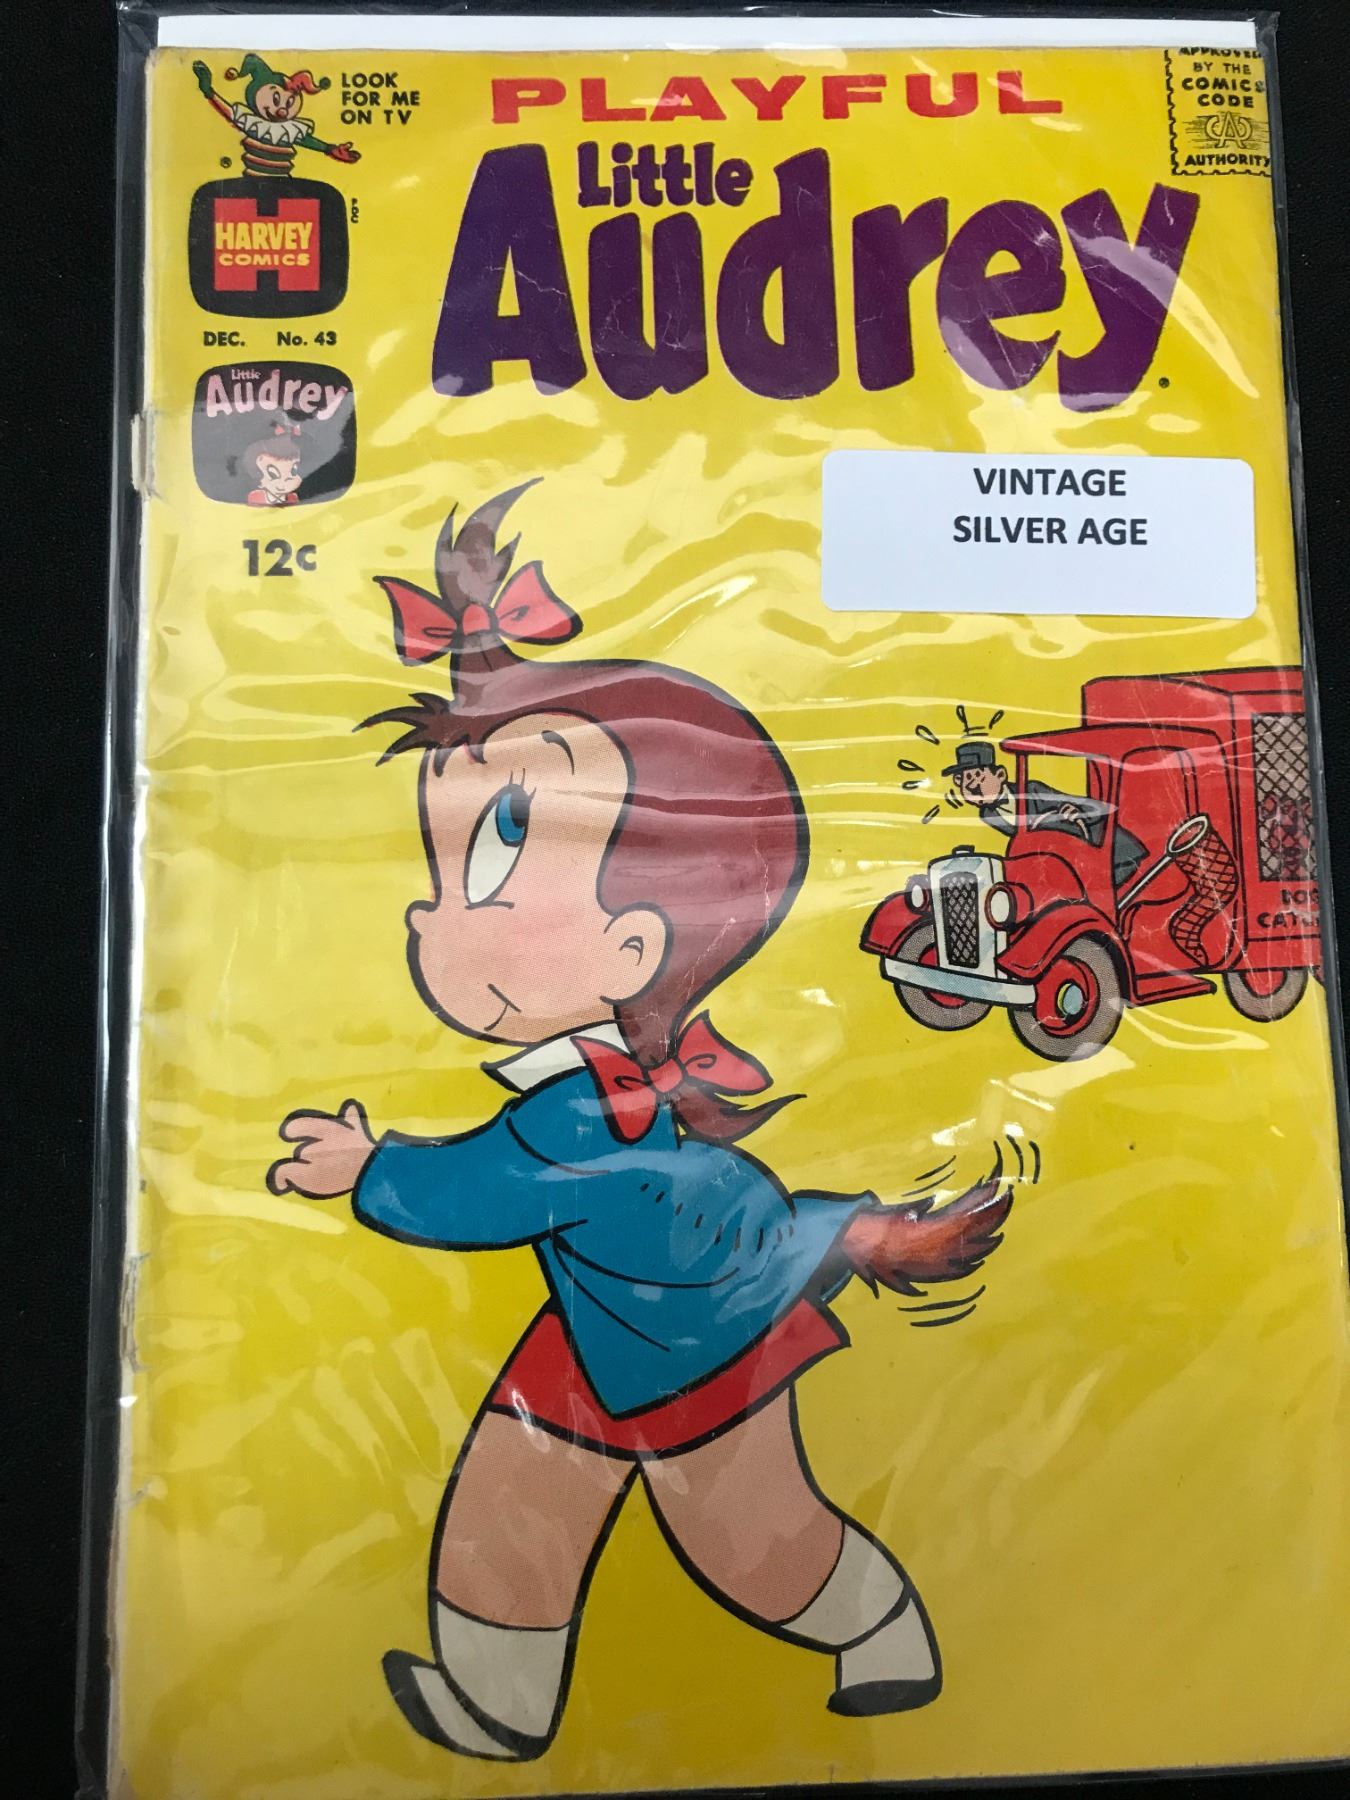 LOOK
FOR ME
ON TV
HARVEY
COMICS
DEC. No. 43
Little
Audrey
12¢
PLAYFUL
Little
Audrey
APPROVED
BY THE
COMICS
CODE
AUTHORITY
VINTAGE
SILVER AGE